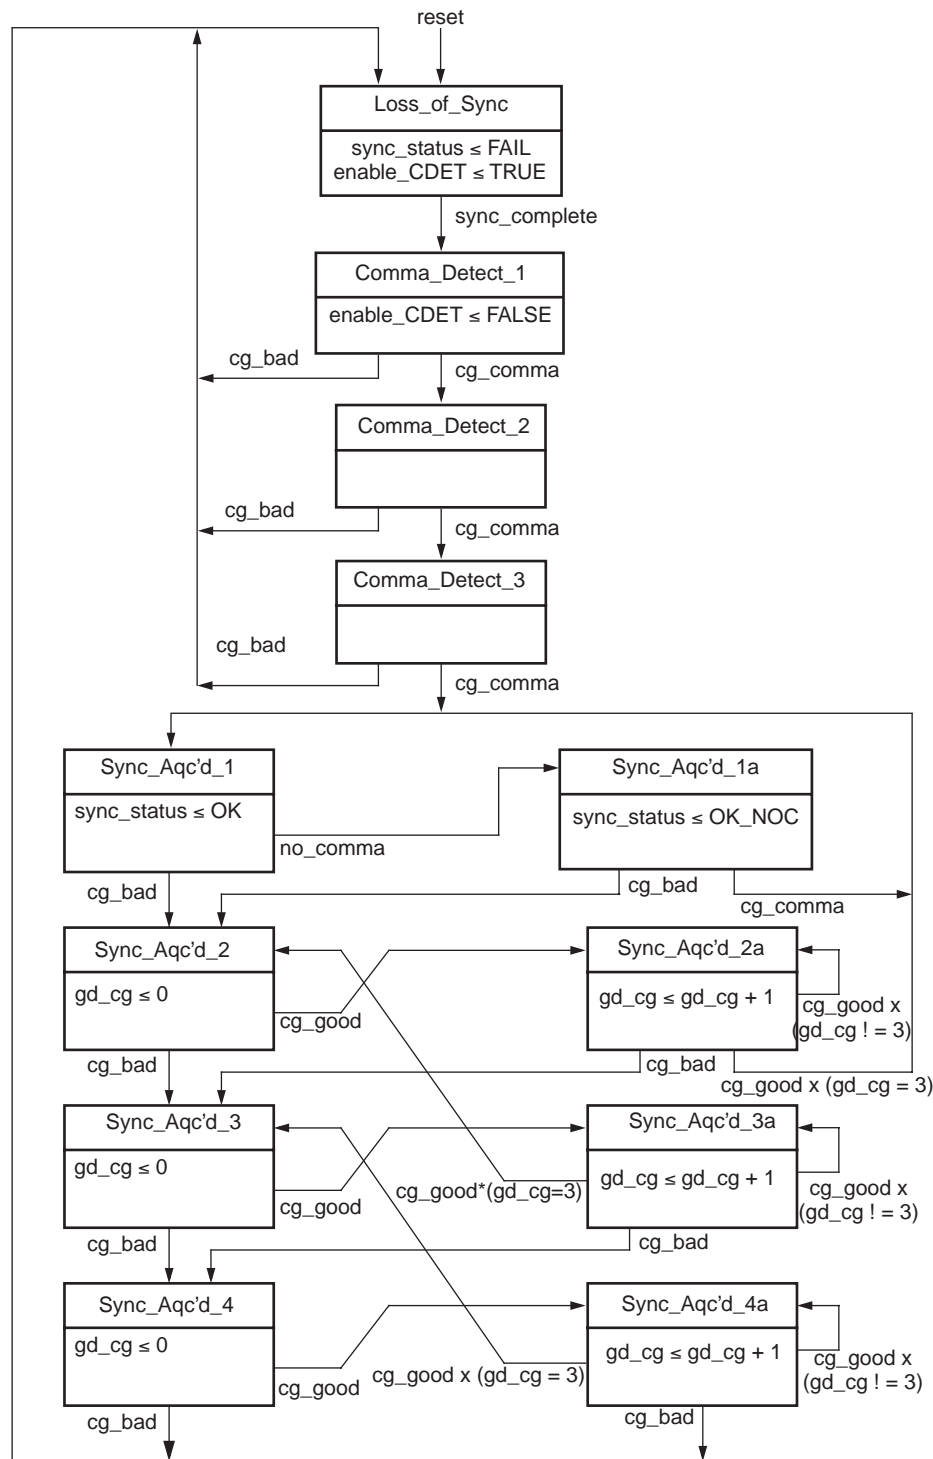 reset
Loss_of_Sync
sync_status ≤ FAIL
enable_CDET ≤ TRUE
sync_complete
Comma_Detect_1
enable_CDET ≤ FALSE
cg_bad
cg_comma
Comma_Detect_2
cg_bad
cg_comma
Comma_Detect_3
cg_bad
cg_comma
Sync_Aqc'd_1
Sync_Aqc'd_1a
sync_status ≤ OK
sync_status ≤ OK_NOC
no_comma
cg_bad
cg_bad
cg_comma
Sync_Aqc'd_2
Sync_Aqc'd_2a
gd_cg ≤ 0
gd_cg ≤ gd_cg + 1
cg_good
cg_good x
(gd_cg ! = 3)
cg_bad
cg_bad
cg_good x (gd_cg = 3)
Sync_Aqc'd_3
Sync_Aqc'd_3a
gd_cg ≤ 0
gd_cg ≤ gd_cg + 1
cg_good
cg_good*(gd_cg=3)
cg_good x
(gd_cg ! = 3)
cg_bad
cg_bad
Sync_Aqc'd_4
Sync_Aqc'd_4a
gd_cg ≤ 0
gd_cg ≤ gd_cg + 1
cg_good
cg_good x (gd_cg = 3)
cg_good x
(gd_cg ! = 3)
cg_bad
cg_bad